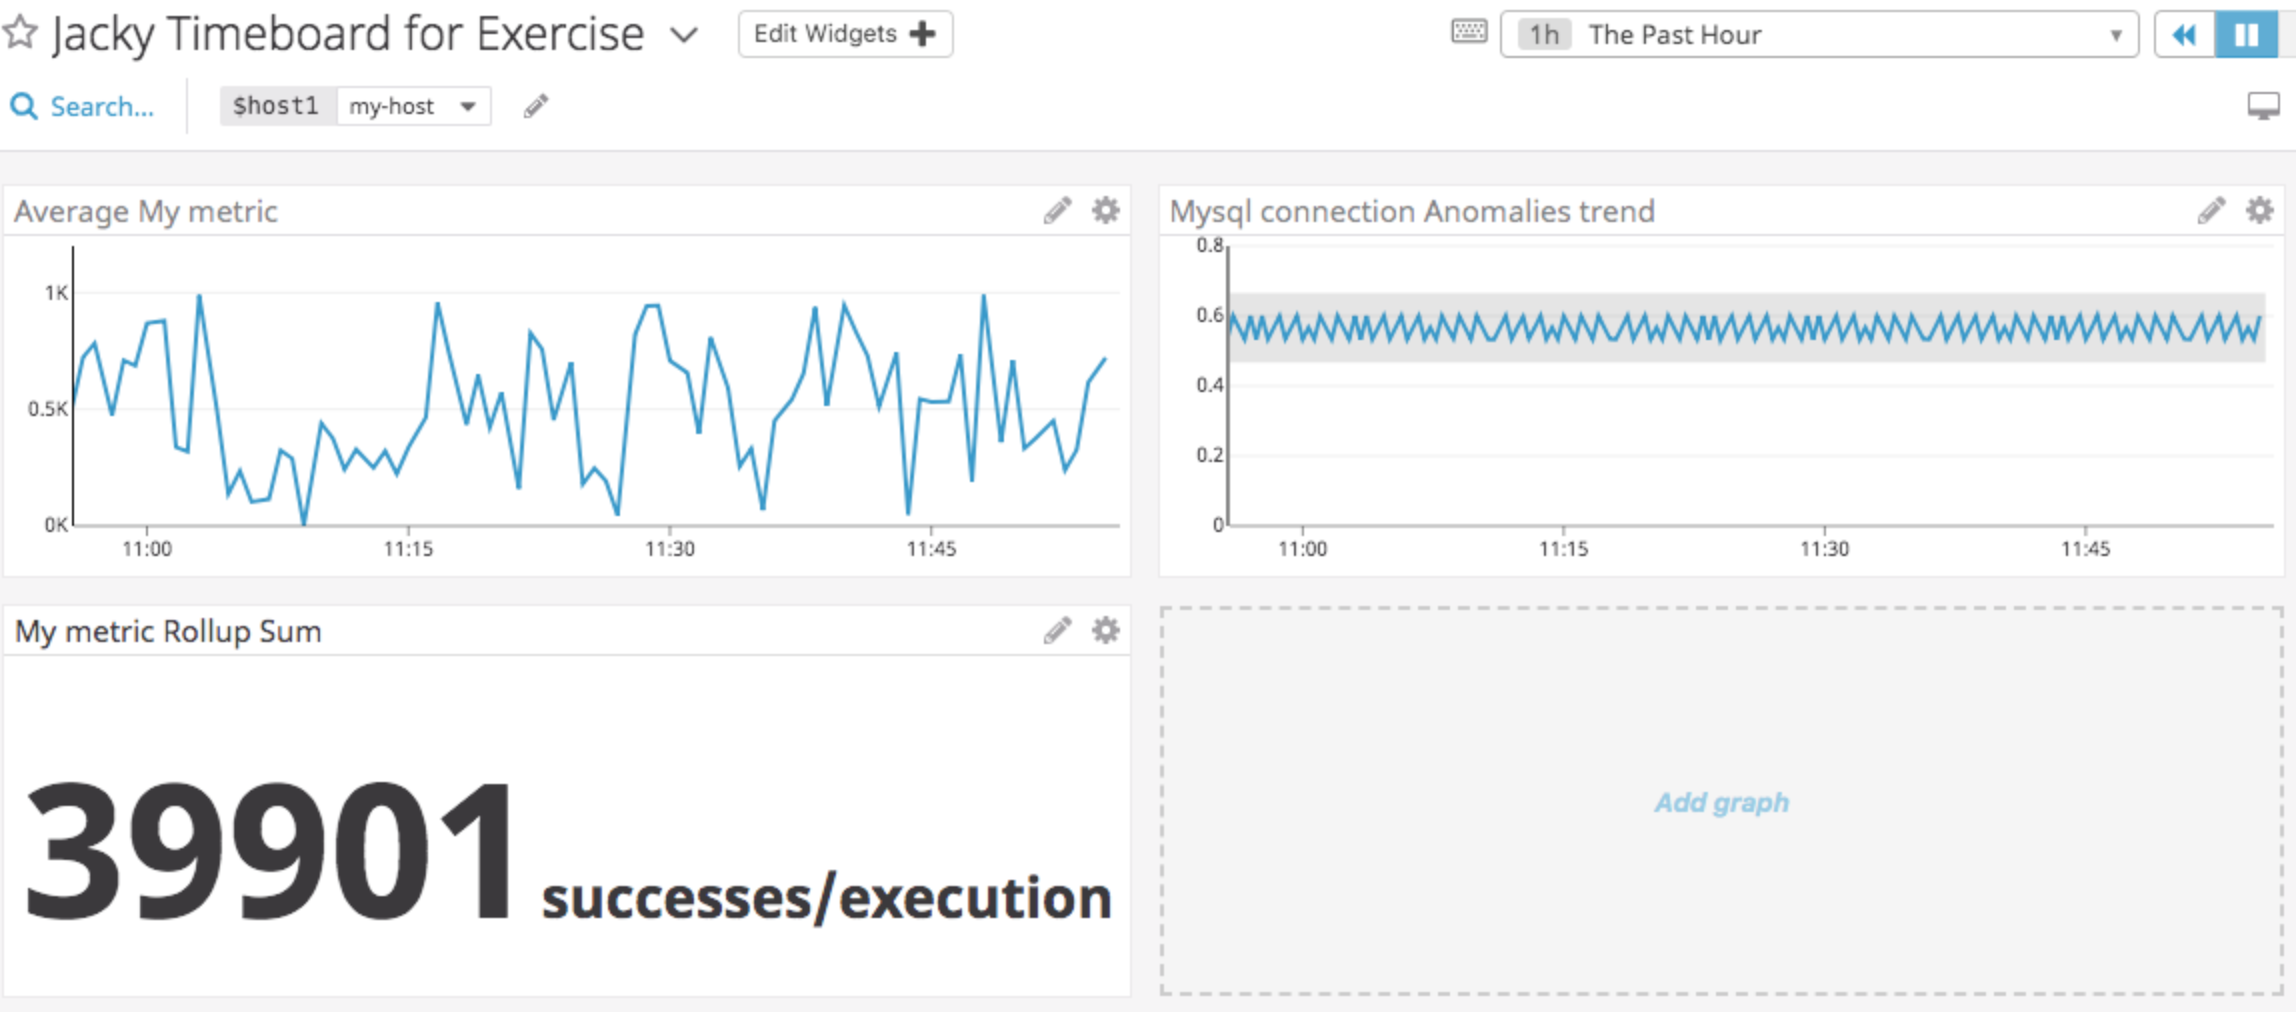 Jacky Timeboard for Exercise
Edit Widgets
1h The Past Hour
Search...
$host1 my-host
Average My metric
1K
0.5K
0K
11:00 11:15 11:30 11:45
Mysql connection Anomalies trend
0.8
0.6
0.4
0.2
0
11:00 11:15 11:30 11:45
My metric Rollup Sum
39901 successes/execution
Add graph